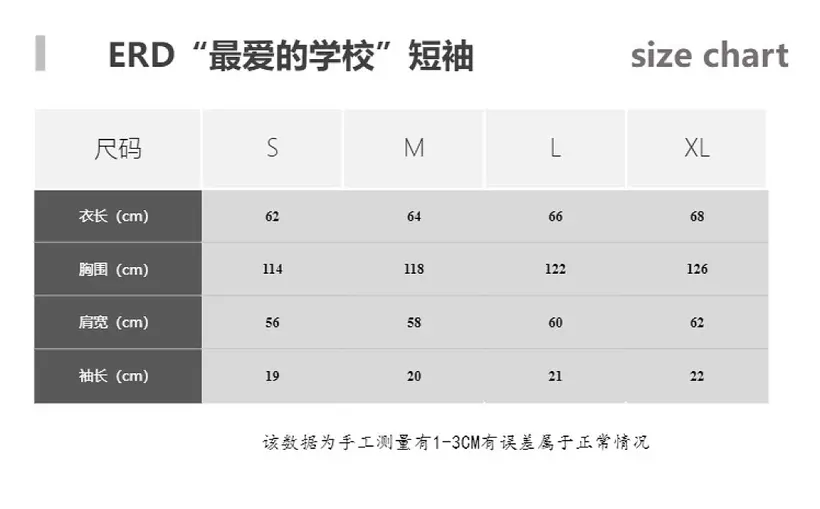 ERD“最爱的学校”短袖 size chart
尺码 S M L XL
衣长（cm） 62 64 66 68
胸围（cm） 114 118 122 126
肩宽（cm） 56 58 60 62
袖长（cm） 19 20 21 22
该数据为手工测量有1-3CM有误差属于正常情况